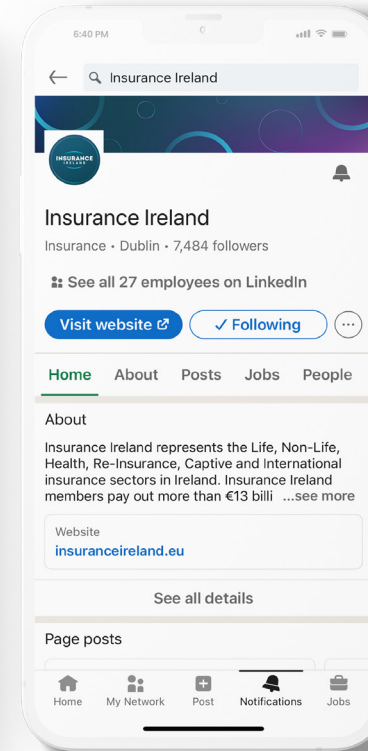 6:40 PM
Insurance Ireland
INSURANCE
IRELAND
Insurance Ireland
Insurance • Dublin • 7,484 followers
See all 27 employees on LinkedIn
Visit website
✓ Following
Home About Posts Jobs People
About
Insurance Ireland represents the Life, Non-Life,
Health, Re-Insurance, Captive and International
insurance sectors in Ireland. Insurance Ireland
members pay out more than €13 billi ...see more
Website
insuranceireland.eu
See all details
Page posts
Home My Network Post Notifications Jobs